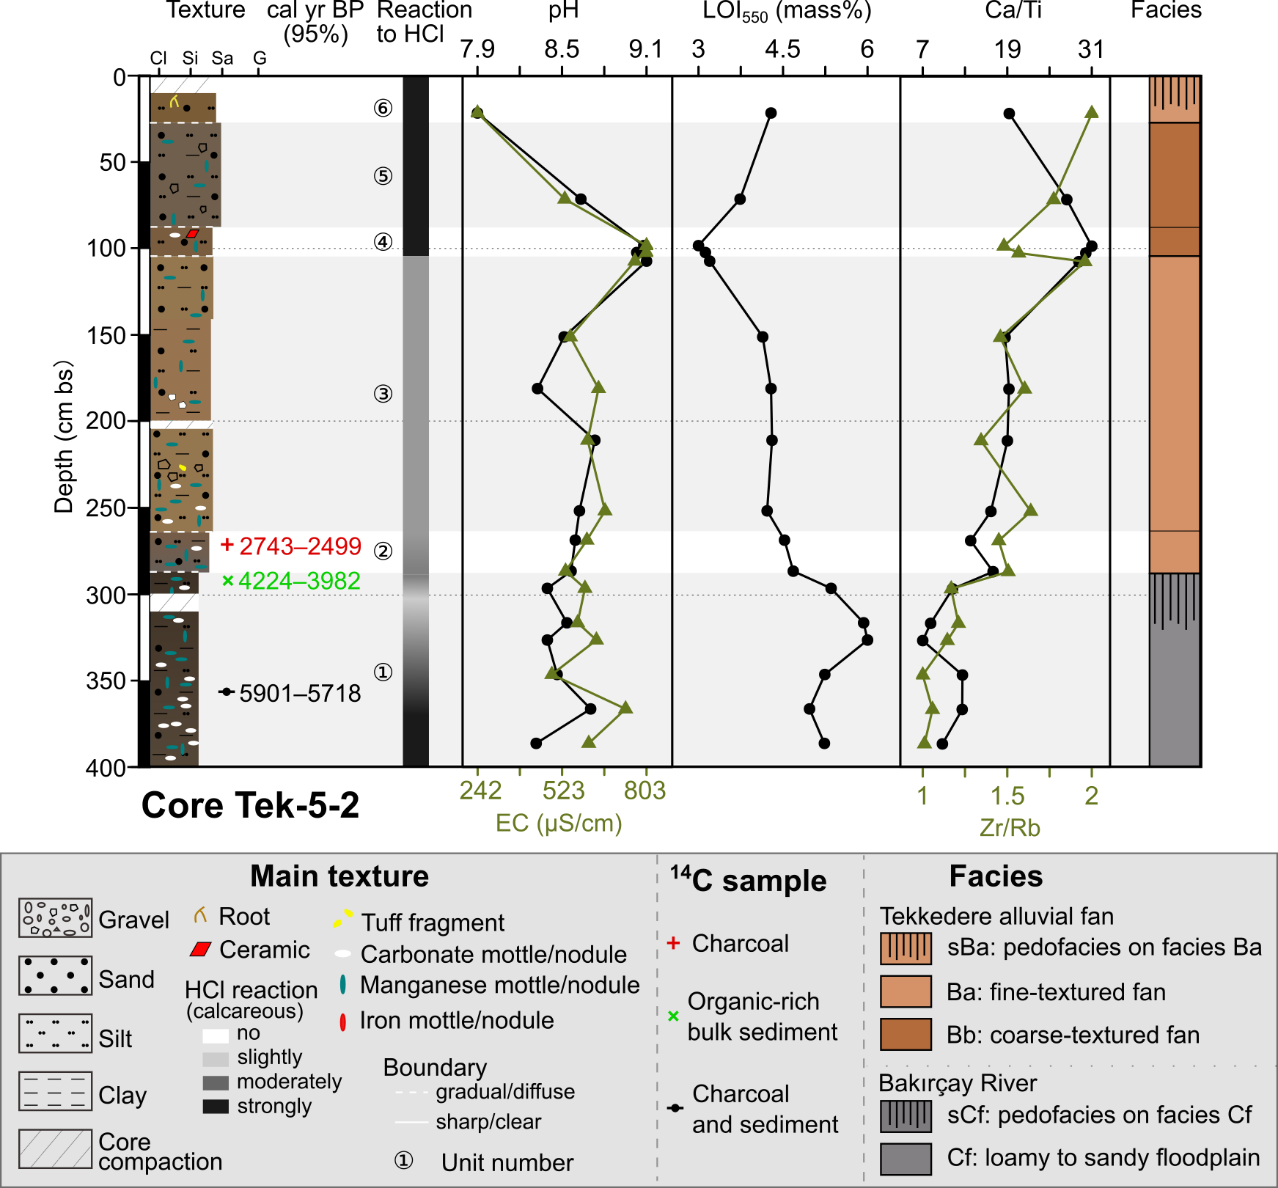 Texture
cal yr BP
(95%)
Reaction
to HCl
pH
LOI₅₅₀ (mass%)
Ca/Ti
Facies
7.9 8.5 9.1
3 4.5 6
7 19 31
Cl Si Sa G
0
50
100
150
200
250
300
350
400
Depth (cm bs)
⑥
⑤
④
③
②
①
2743–2499
4224–3982
5901–5718
242 523 803
EC (µS/cm)
1 1.5 2
Zr/Rb
Core Tek-5-2
Main texture
Gravel
Sand
Silt
Clay
Core
compaction
Root
Ceramic
HCl reaction
(calcareous)
no
slightly
moderately
strongly
Tuff fragment
Carbonate mottle/nodule
Manganese mottle/nodule
Iron mottle/nodule
Boundary
gradual/diffuse
sharp/clear
① Unit number
¹⁴C sample
Charcoal
Organic-rich
bulk sediment
Charcoal
and sediment
Facies
Tekkedere alluvial fan
sBa: pedofacies on facies Ba
Ba: fine-textured fan
Bb: coarse-textured fan
Bakırçay River
sCf: pedofacies on facies Cf
Cf: loamy to sandy floodplain